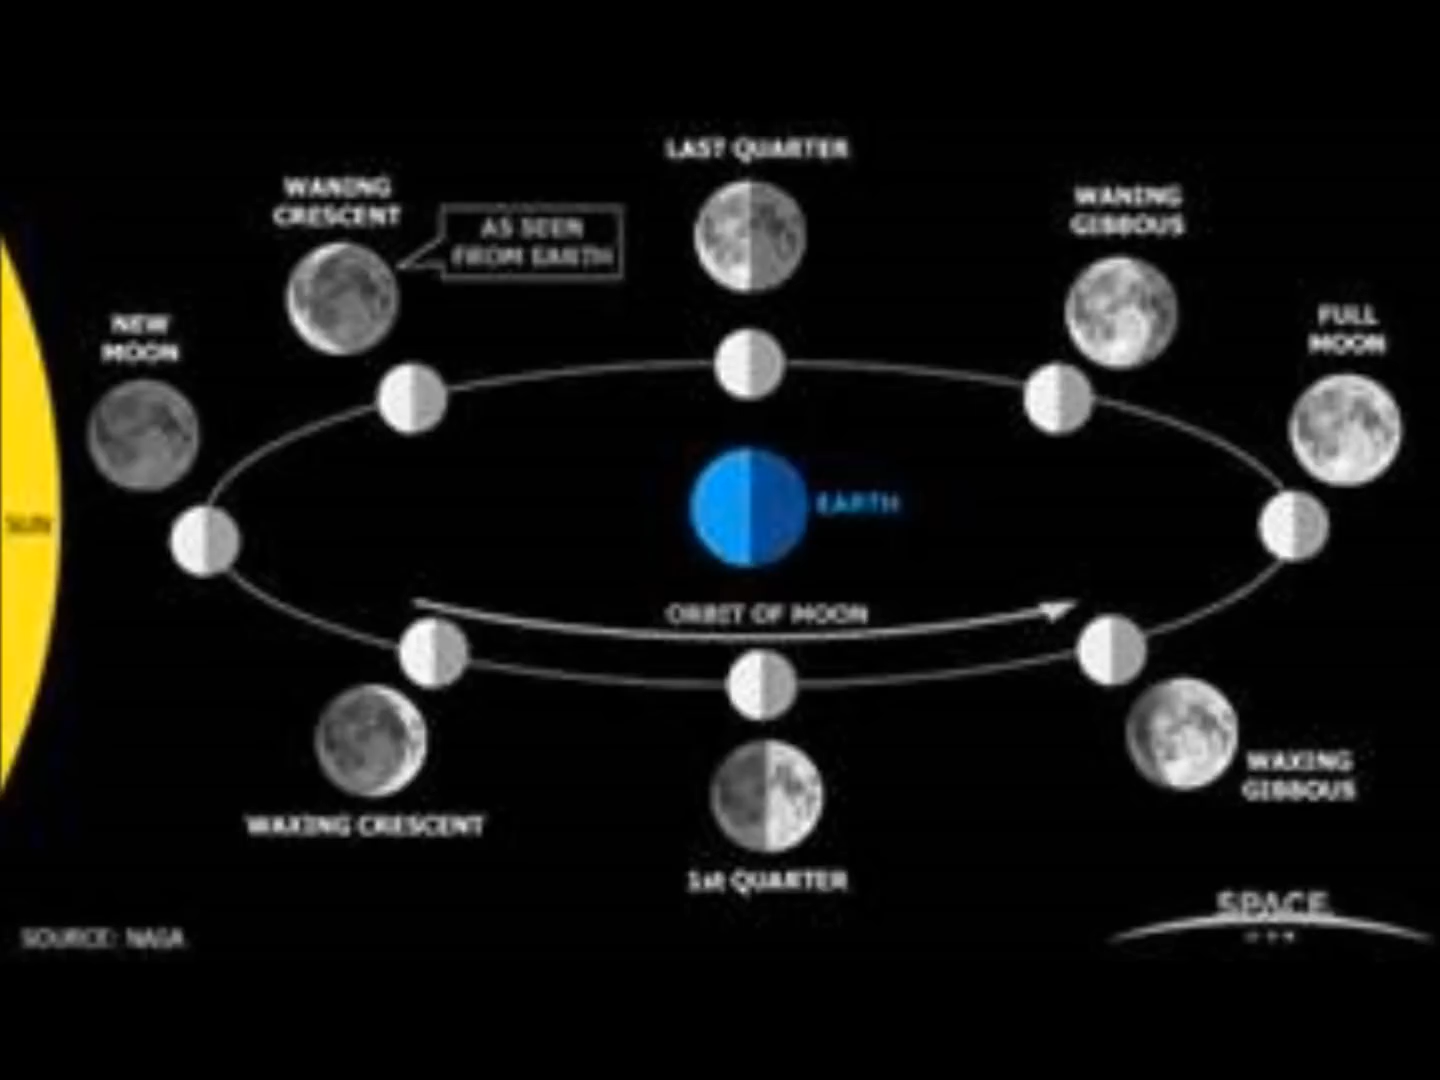 LAST QUARTER
WANING
CRESCENT
AS SEEN
FROM EARTH
WANING
GIBBOUS
NEW
MOON
FULL
MOON
SUN
EARTH
ORBIT OF MOON
WAXING CRESCENT
1st QUARTER
WAXING
GIBBOUS
SOURCE: NASA
SPACE